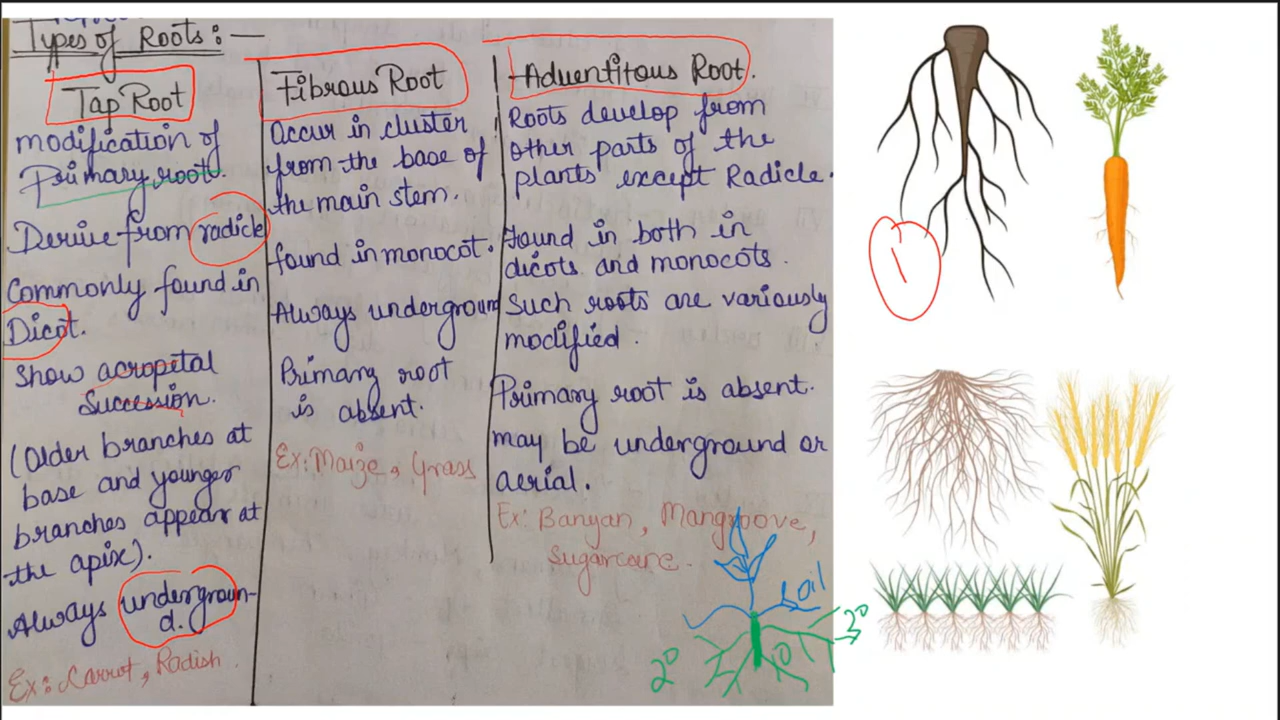 Types of Roots:—
Tap Root
modification of
Primary root.
Derive from radicle
Commonly found in
Dicot.
Show acropetal
Succession.
(Older branches at
base and younger
branches appear at
the apix).
Always undergroun-
d.
Ex: Carrot, Radish.
Fibrous Root
Occur in cluster
from the base of
the main stem.
found in monocot.
Always underground
Primary root
is absent.
Ex: Maize, Grass
Adventitous Root.
Roots develop from
other parts of the
plants except Radicle.
Found in both in
dicots and monocots.
Such roots are variously
modified.
Primary root is absent.
may be underground or
aerial.
Ex: Banyan, Mangroove,
Sugarcane.
Soil
2°
1°
3°
1